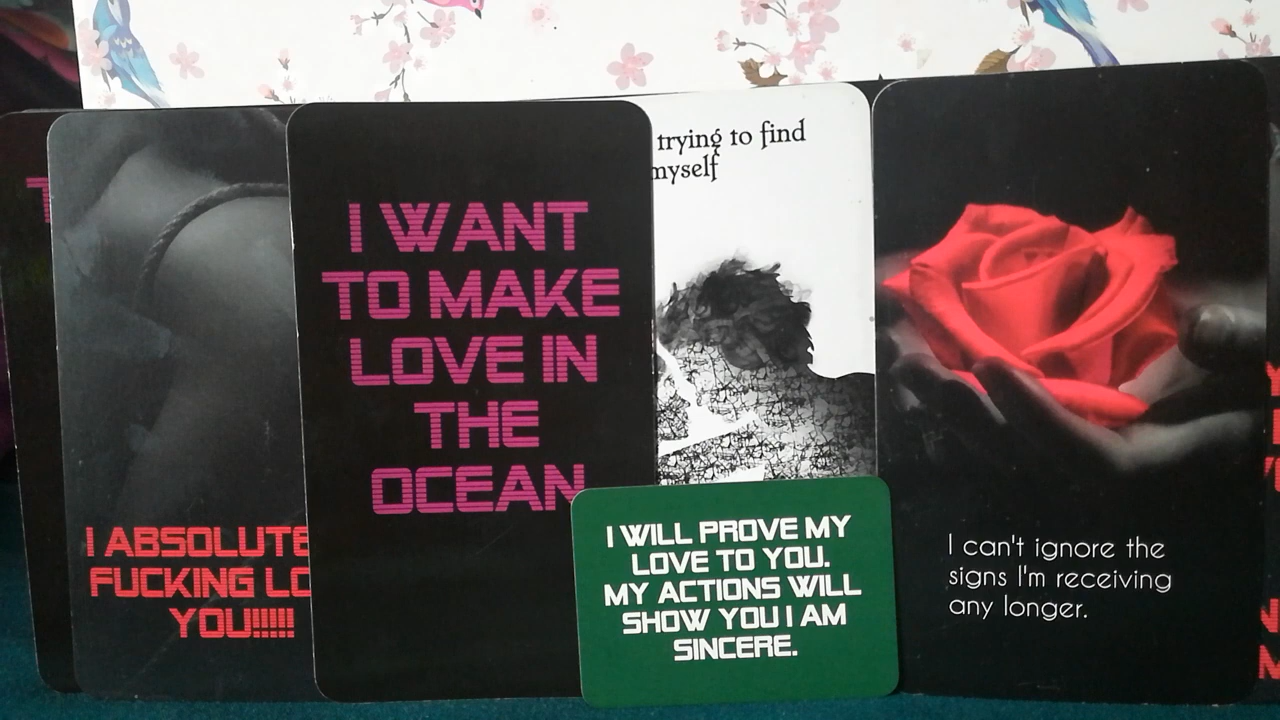 T
I ABSOLUTE
FUCKING LO
YOU!!!!!
I WANT
TO MAKE
LOVE IN
THE
OCEAN
trying to find
myself
I WILL PROVE MY
LOVE TO YOU.
MY ACTIONS WILL
SHOW YOU I AM
SINCERE.
I can't ignore the
signs I'm receiving
any longer.
Y
N
M